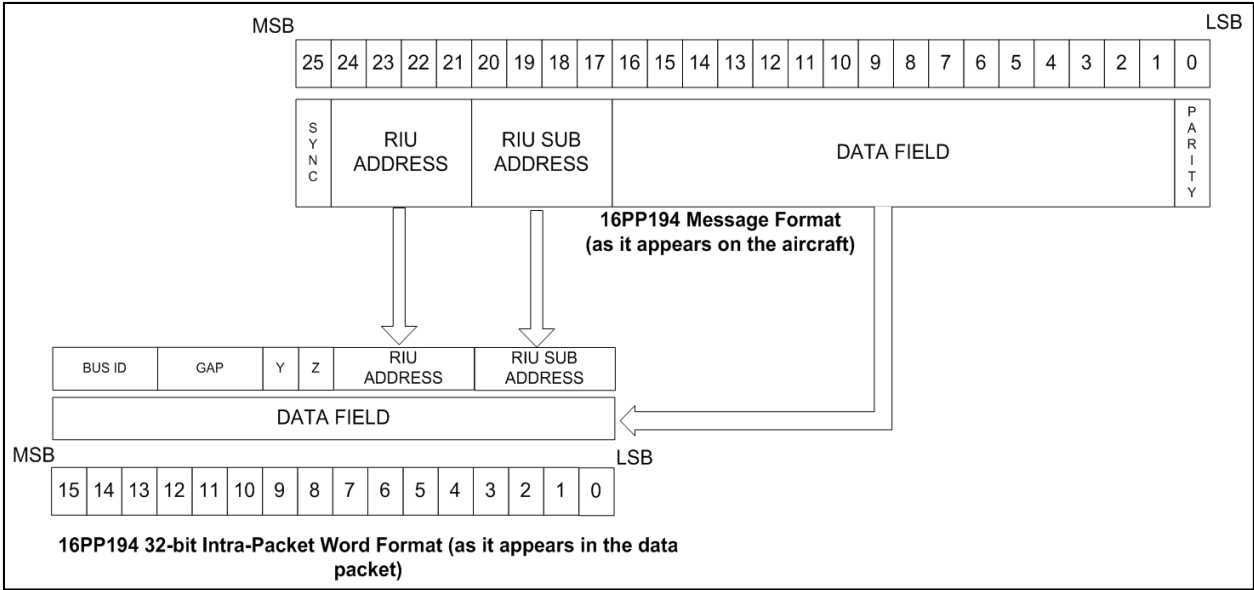 MSB
LSB
25 24 23 22 21 20 19 18 17 16 15 14 13 12 11 10 9 8 7 6 5 4 3 2 1 0
SYNC
RIU
ADDRESS
RIU SUB
ADDRESS
DATA FIELD
PARITY
16PP194 Message Format
(as it appears on the aircraft)
BUS ID
GAP
Y
Z
RIU
ADDRESS
RIU SUB
ADDRESS
DATA FIELD
MSB
LSB
15 14 13 12 11 10 9 8 7 6 5 4 3 2 1 0
16PP194 32-bit Intra-Packet Word Format (as it appears in the data
packet)